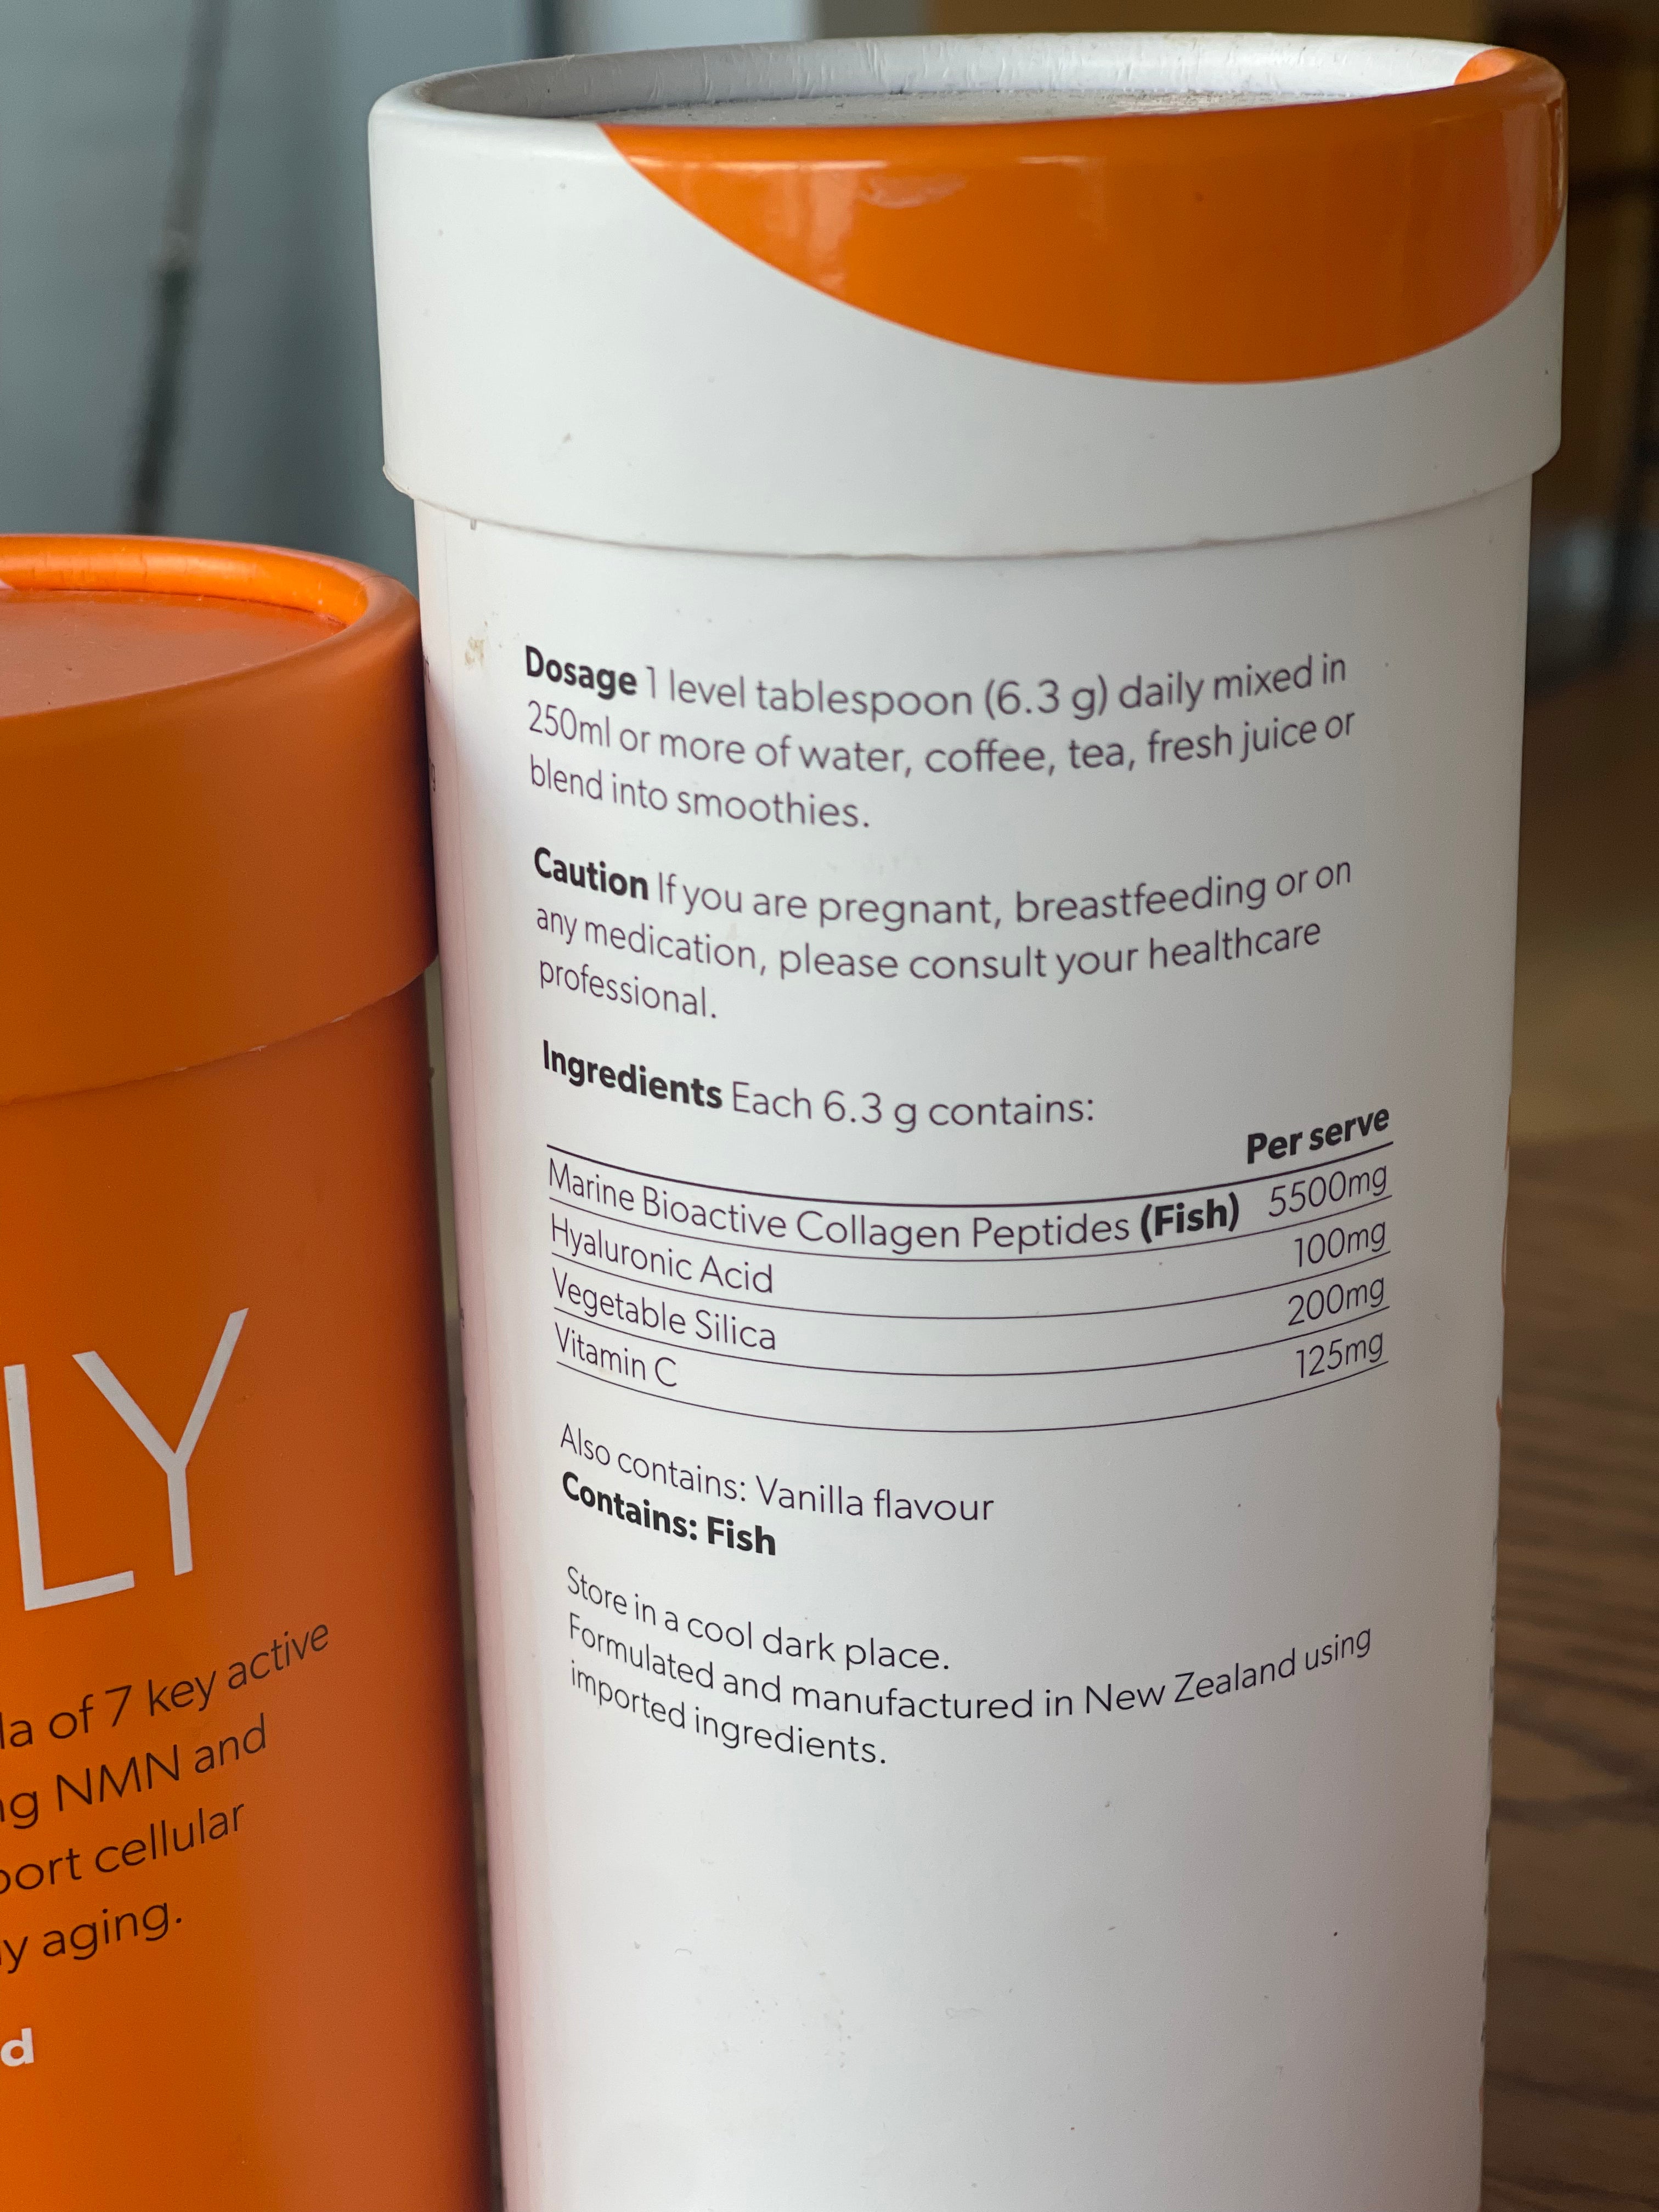 Dosage 1 level tablespoon (6.3 g) daily mixed in
250ml or more of water, coffee, tea, fresh juice or
blend into smoothies.
Caution If you are pregnant, breastfeeding or on
any medication, please consult your healthcare
professional.
Ingredients Each 6.3 g contains:
Per serve
Marine Bioactive Collagen Peptides (Fish) 5500mg
Hyaluronic Acid 100mg
Vegetable Silica 200mg
Vitamin C 125mg
Also contains: Vanilla flavour
Contains: Fish
Store in a cool dark place.
Formulated and manufactured in New Zealand using
imported ingredients.
LY
la of 7 key active
ng NMN and
port cellular
y aging.
d